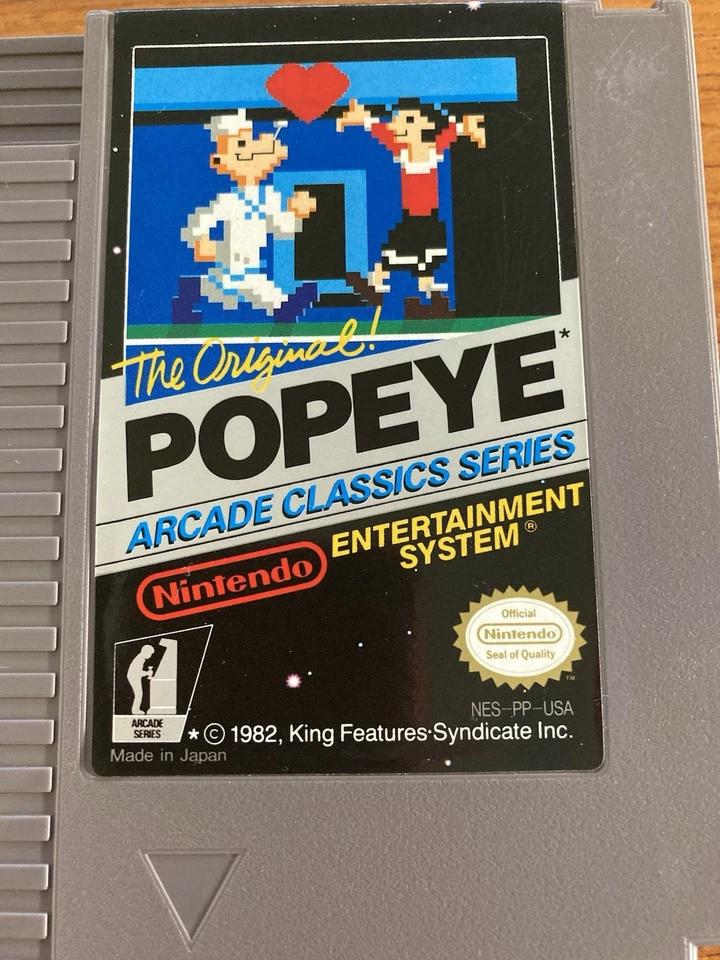 The Original!
POPEYE*
ARCADE CLASSICS SERIES
Nintendo
ENTERTAINMENT
SYSTEM®
Official
Nintendo
Seal of Quality
TM
NES-PP-USA
ARCADE
SERIES
* © 1982, King Features Syndicate Inc.
Made in Japan